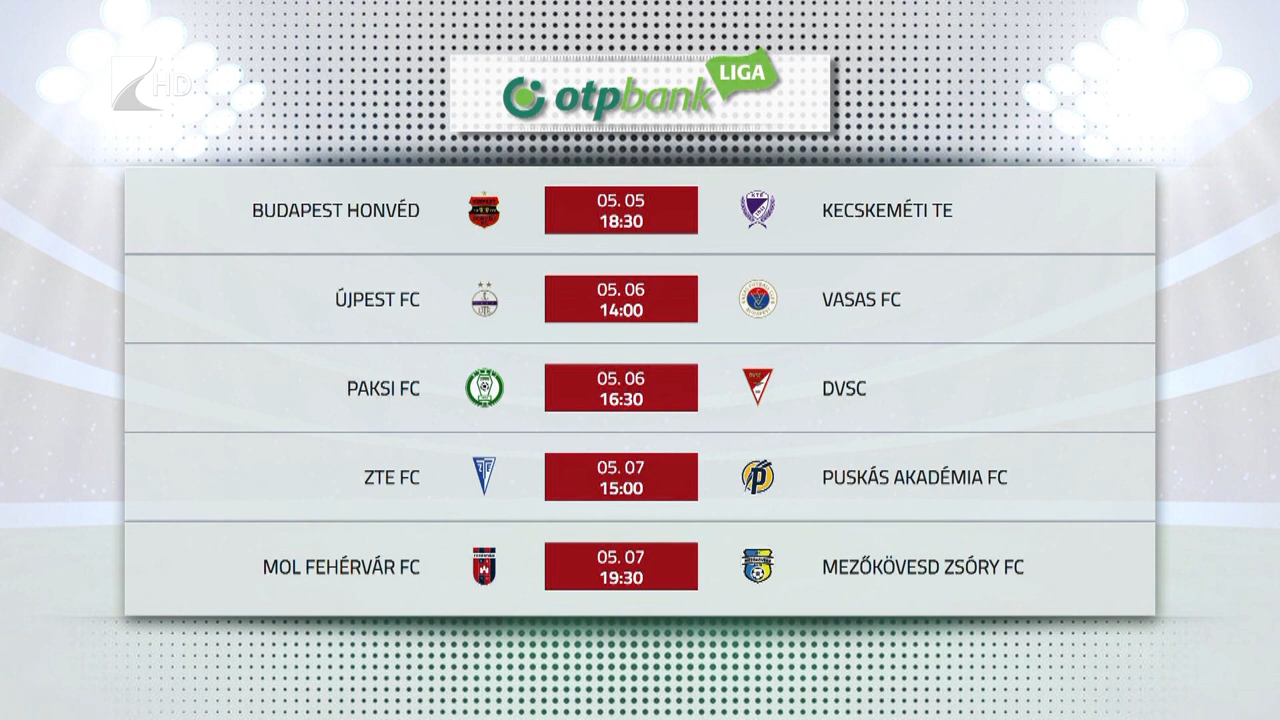 HD
otpbank LIGA
BUDAPEST HONVÉD 05. 05 KECSKEMÉTI TE
18:30
ÚJPEST FC 05. 06 VASAS FC
14:00
PAKSI FC 05. 06 DVSC
16:30
ZTE FC 05. 07 PUSKÁS AKADÉMIA FC
15:00
MOL FEHÉRVÁR FC 05. 07 MEZŐKÖVESD ZSÓRY FC
19:30